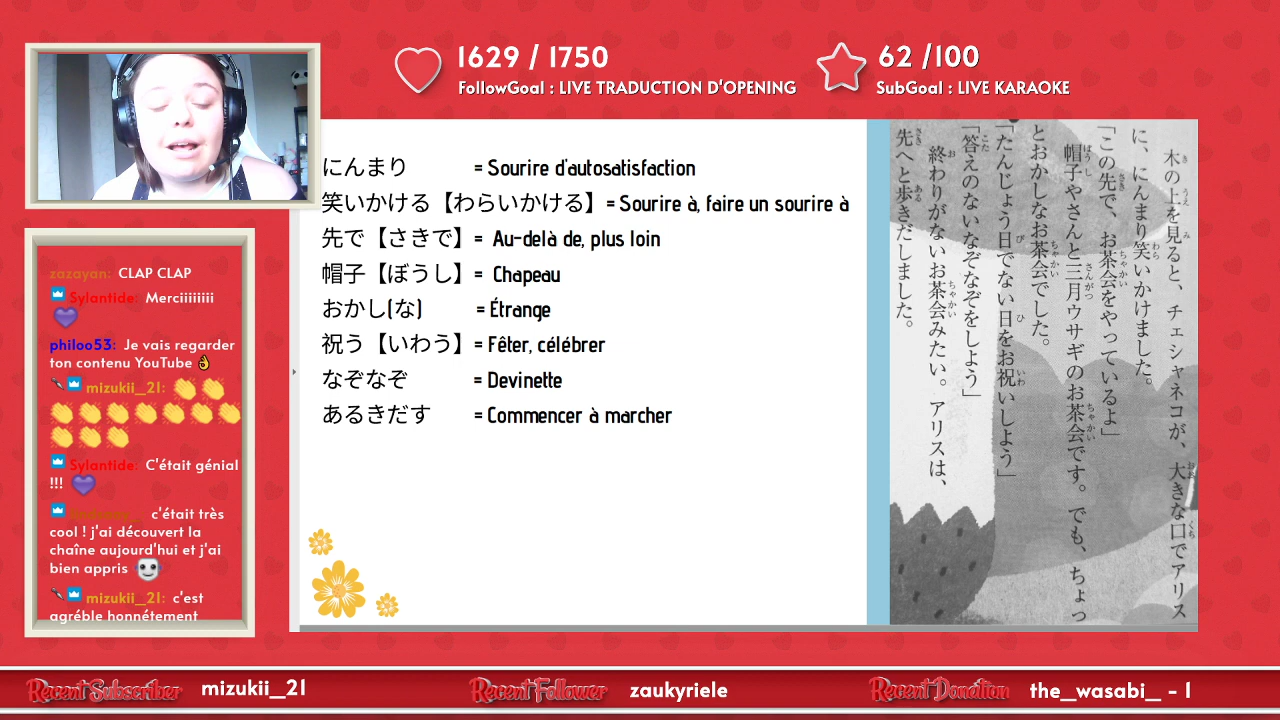 1629 / 1750
FollowGoal : LIVE TRADUCTION D'OPENING
62 /100
SubGoal : LIVE KARAOKE
zazayan: CLAP CLAP
Sylantide: Merciiiiiiii
philoo53: Je vais regarder
ton contenu YouTube
mizukii_21:
Sylantide: C'était génial
!!!
c'était très
cool ! j'ai découvert la
chaîne aujourd'hui et j'ai
bien appris
mizukii_21: c'est
agréble honnétement
にんまり = Sourire d'autosatisfaction
笑いかける【わらいかける】= Sourire à, faire un sourire à
先で【さきで】= Au-delà de, plus loin
帽子【ぼうし】= Chapeau
おかし(な) = Étrange
祝う【いわう】= Fêter, célébrer
なぞなぞ = Devinette
あるきだす = Commencer à marcher
木の上を見ると、チェシャネコが、大きな口でアリス
に、にんまり笑いかけました。
「この先で、お茶会をやっているよ」
帽子やさんと三月ウサギのお茶会です。でも、ちょっ
とおかしなお茶会でした。
「たんじょう日でない日をお祝いしよう」
「答えのないなぞなぞをしよう」
終わりがないお茶会みたい。アリスは、
先へと歩きだしました。
Recent Subscriber mizukii_21
Recent Follower zaukyriele
Recent Donation the_wasabi_ - 1